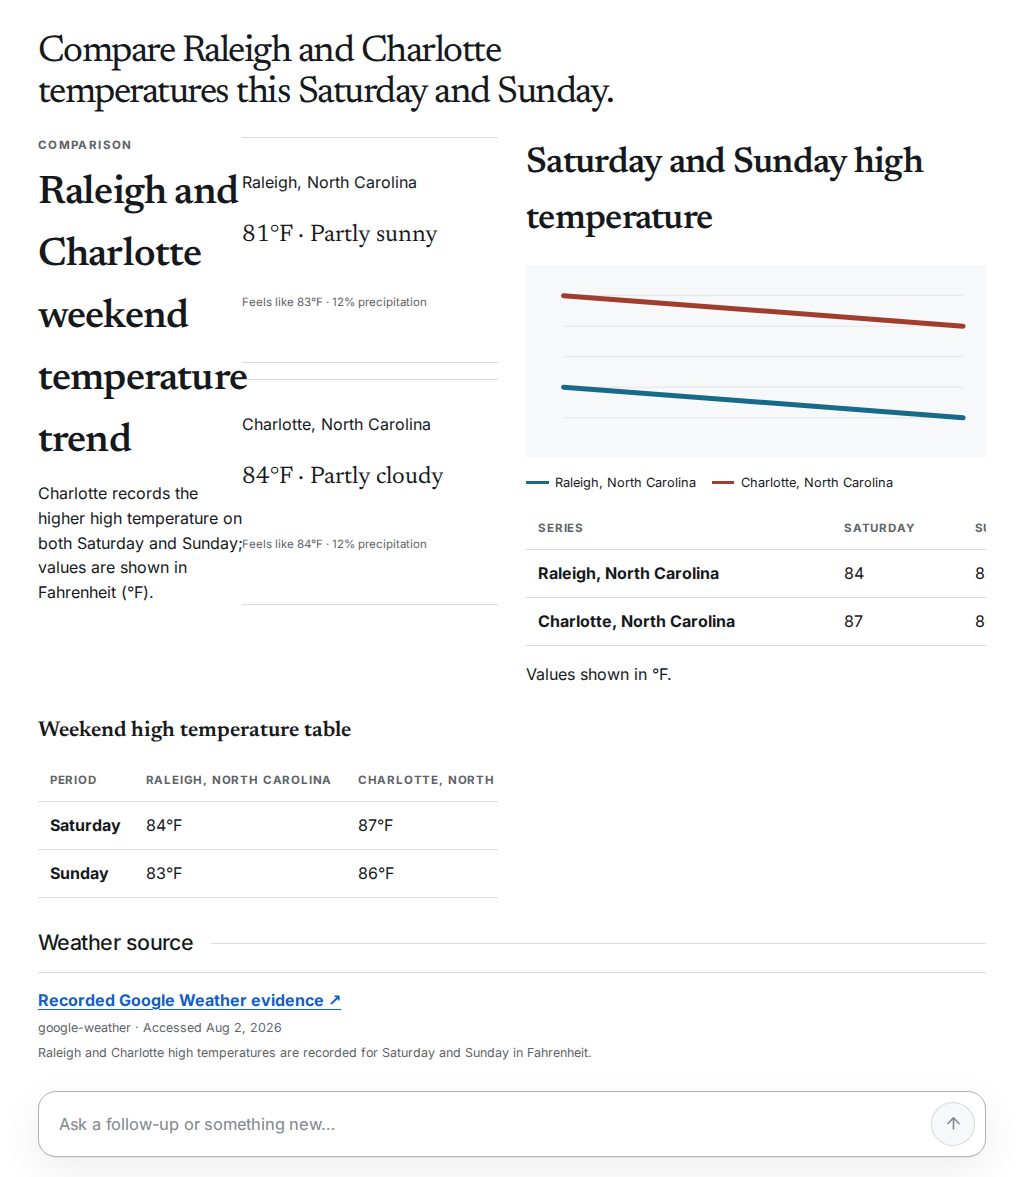 Compare Raleigh and Charlotte
temperatures this Saturday and Sunday.
COMPARISON
Raleigh and
Charlotte
weekend
temperature
trend
Charlotte records the
higher high temperature on
both Saturday and Sunday;
values are shown in
Fahrenheit (°F).
Raleigh, North Carolina
81°F · Partly sunny
Feels like 83°F · 12% precipitation
Charlotte, North Carolina
84°F · Partly cloudy
Feels like 84°F · 12% precipitation
Saturday and Sunday high
temperature
Raleigh, North Carolina Charlotte, North Carolina
SERIES SATURDAY
Raleigh, North Carolina 84 8
Charlotte, North Carolina 87 8
Values shown in °F.
Weekend high temperature table
PERIOD RALEIGH, NORTH CAROLINA CHARLOTTE, NORTH
Saturday 84°F 87°F
Sunday 83°F 86°F
Weather source
Recorded Google Weather evidence ↗
google-weather · Accessed Aug 2, 2026
Raleigh and Charlotte high temperatures are recorded for Saturday and Sunday in Fahrenheit.
Ask a follow-up or something new...